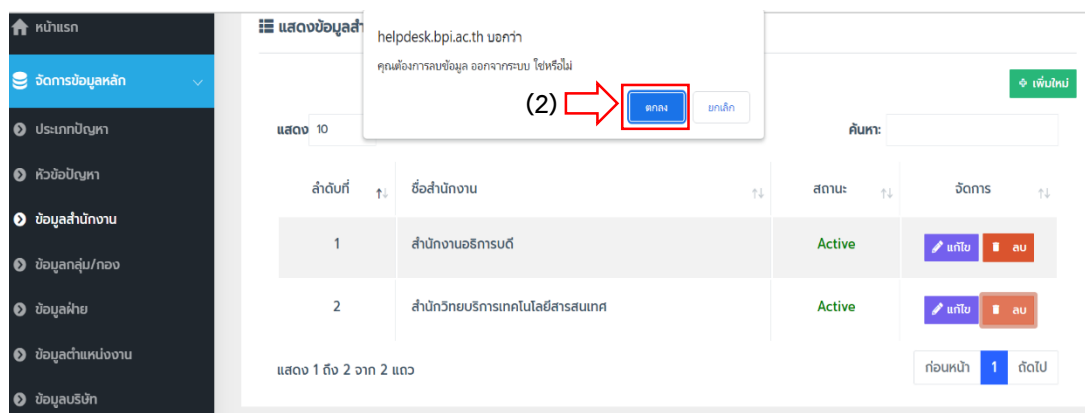 หน้าแรก
จัดการข้อมูลหลัก
ประเภทปัญหา
หัวข้อปัญหา
ข้อมูลสำนักงาน
ข้อมูลกลุ่ม/กอง
ข้อมูลฝ่าย
ข้อมูลตำแหน่งงาน
ข้อมูลบริษัท
แสดงข้อมูลสำ
helpdesk.bpi.ac.th บอกว่า
คุณต้องการลบข้อมูล ออกจากระบบ ใช่หรือไม่
(2) ตกลง ยกเลิก
เพิ่มใหม่
แสดง 10 ค้นหา:
ลำดับที่ ชื่อสำนักงาน สถานะ จัดการ
1 สำนักงานอธิการบดี Active แก้ไข ลบ
2 สำนักวิทยบริการเทคโนโลยีสารสนเทศ Active แก้ไข ลบ
แสดง 1 ถึง 2 จาก 2 แถว
ก่อนหน้า 1 ถัดไป